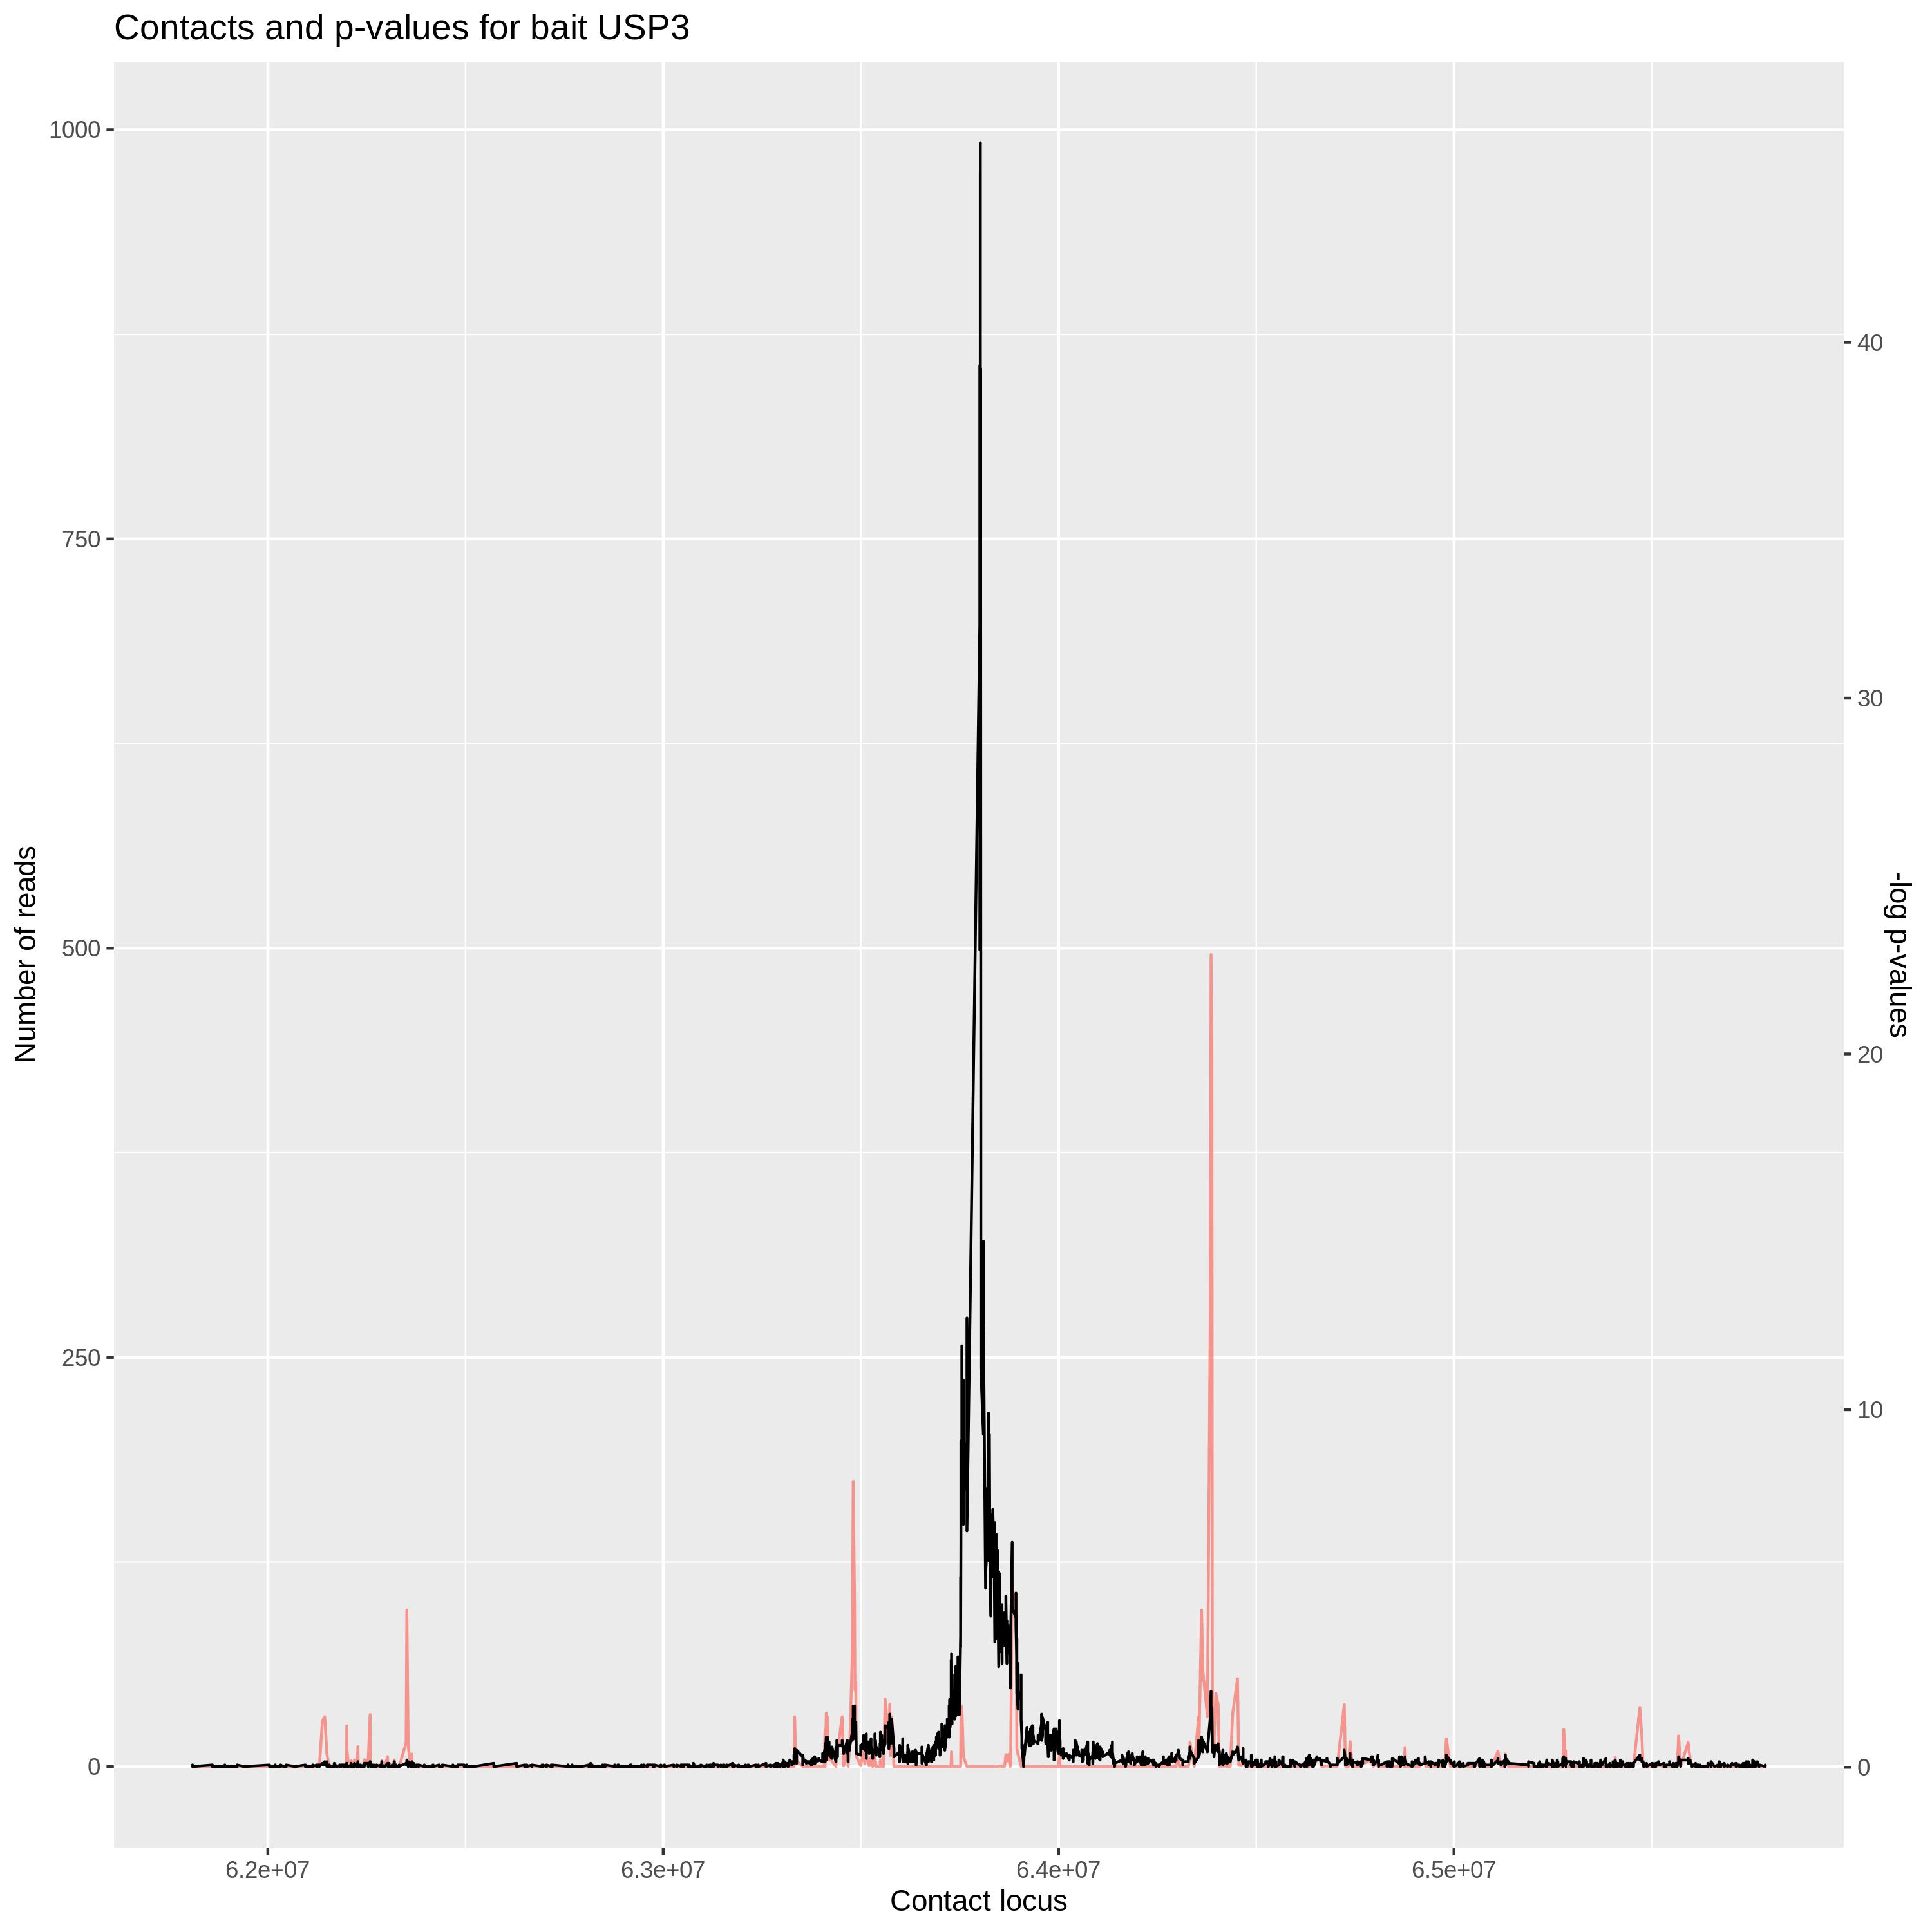 Contacts and p-values for bait USP3
1000
750
500
250
0
Number of reads
40
30
20
10
0
-log p-values
6.2e+07
6.3e+07
6.4e+07
6.5e+07
Contact locus